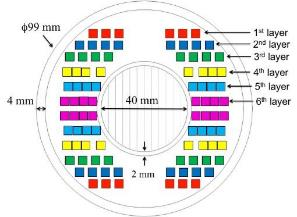 ϕ99 mm
1st layer
2nd layer
3rd layer
4th layer
5th layer
6th layer
4 mm
40 mm
2 mm